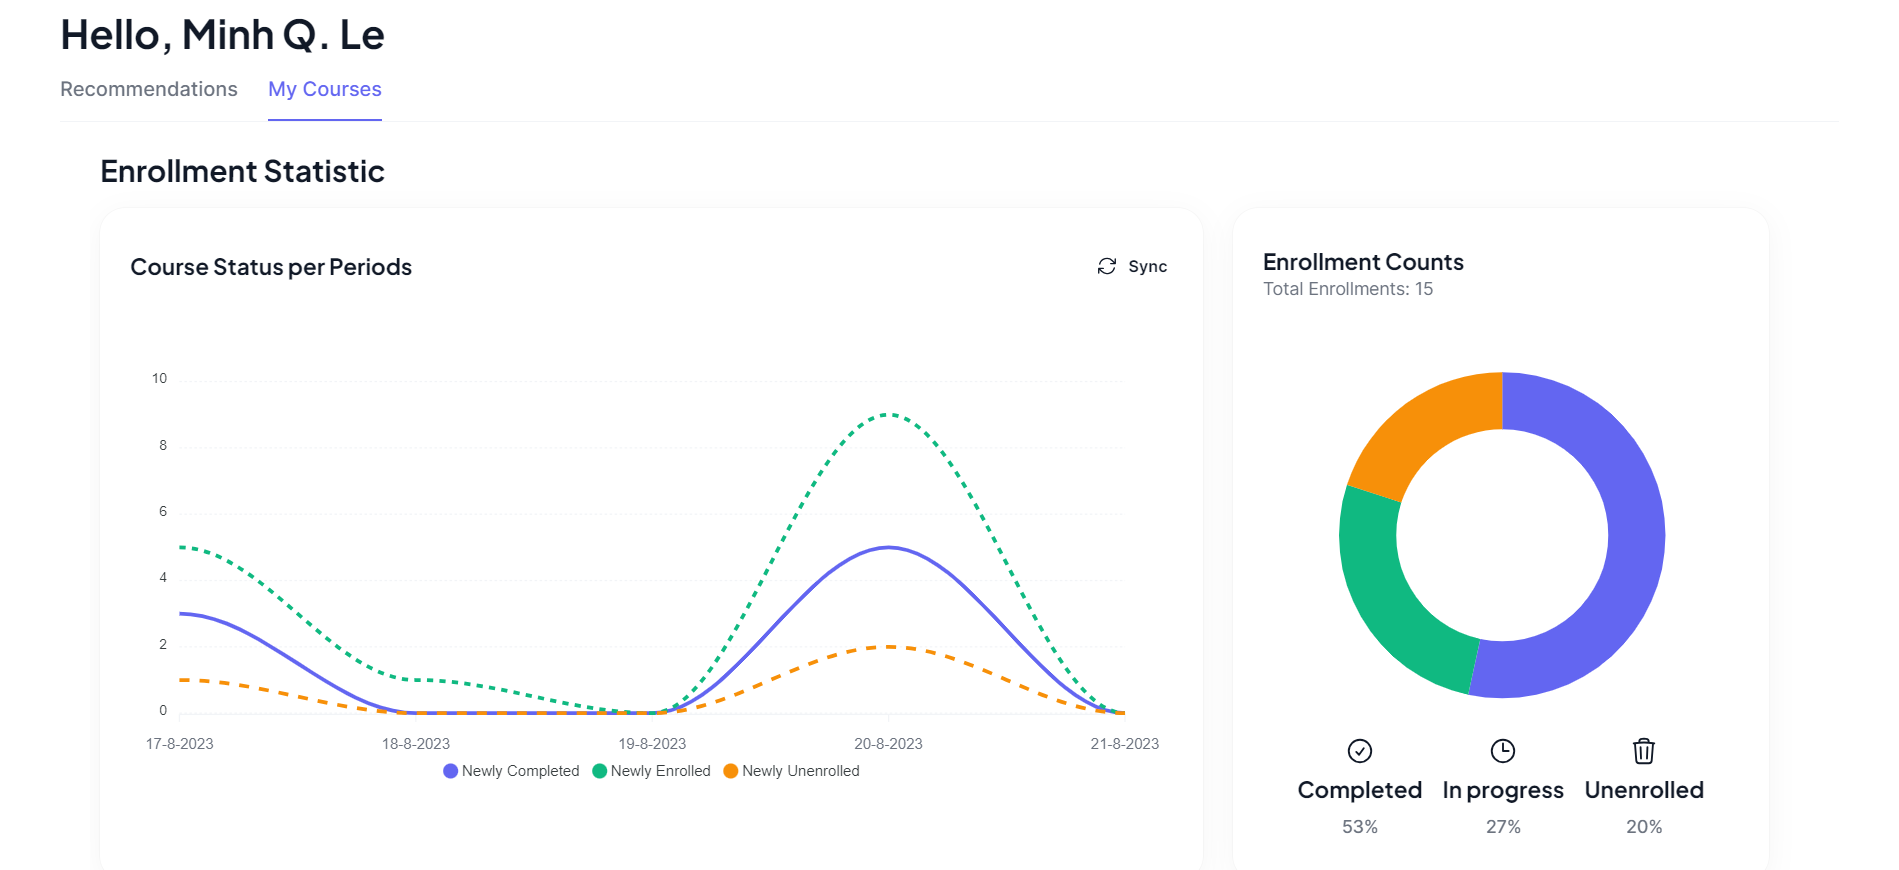 Hello, Minh Q. Le
Recommendations My Courses
Enrollment Statistic
Course Status per Periods
Sync
10
8
6
4
2
0
17-8-2023 18-8-2023 19-8-2023 20-8-2023 21-8-2023
Newly Completed Newly Enrolled Newly Unenrolled
Enrollment Counts
Total Enrollments: 15
Completed In progress Unenrolled
53% 27% 20%